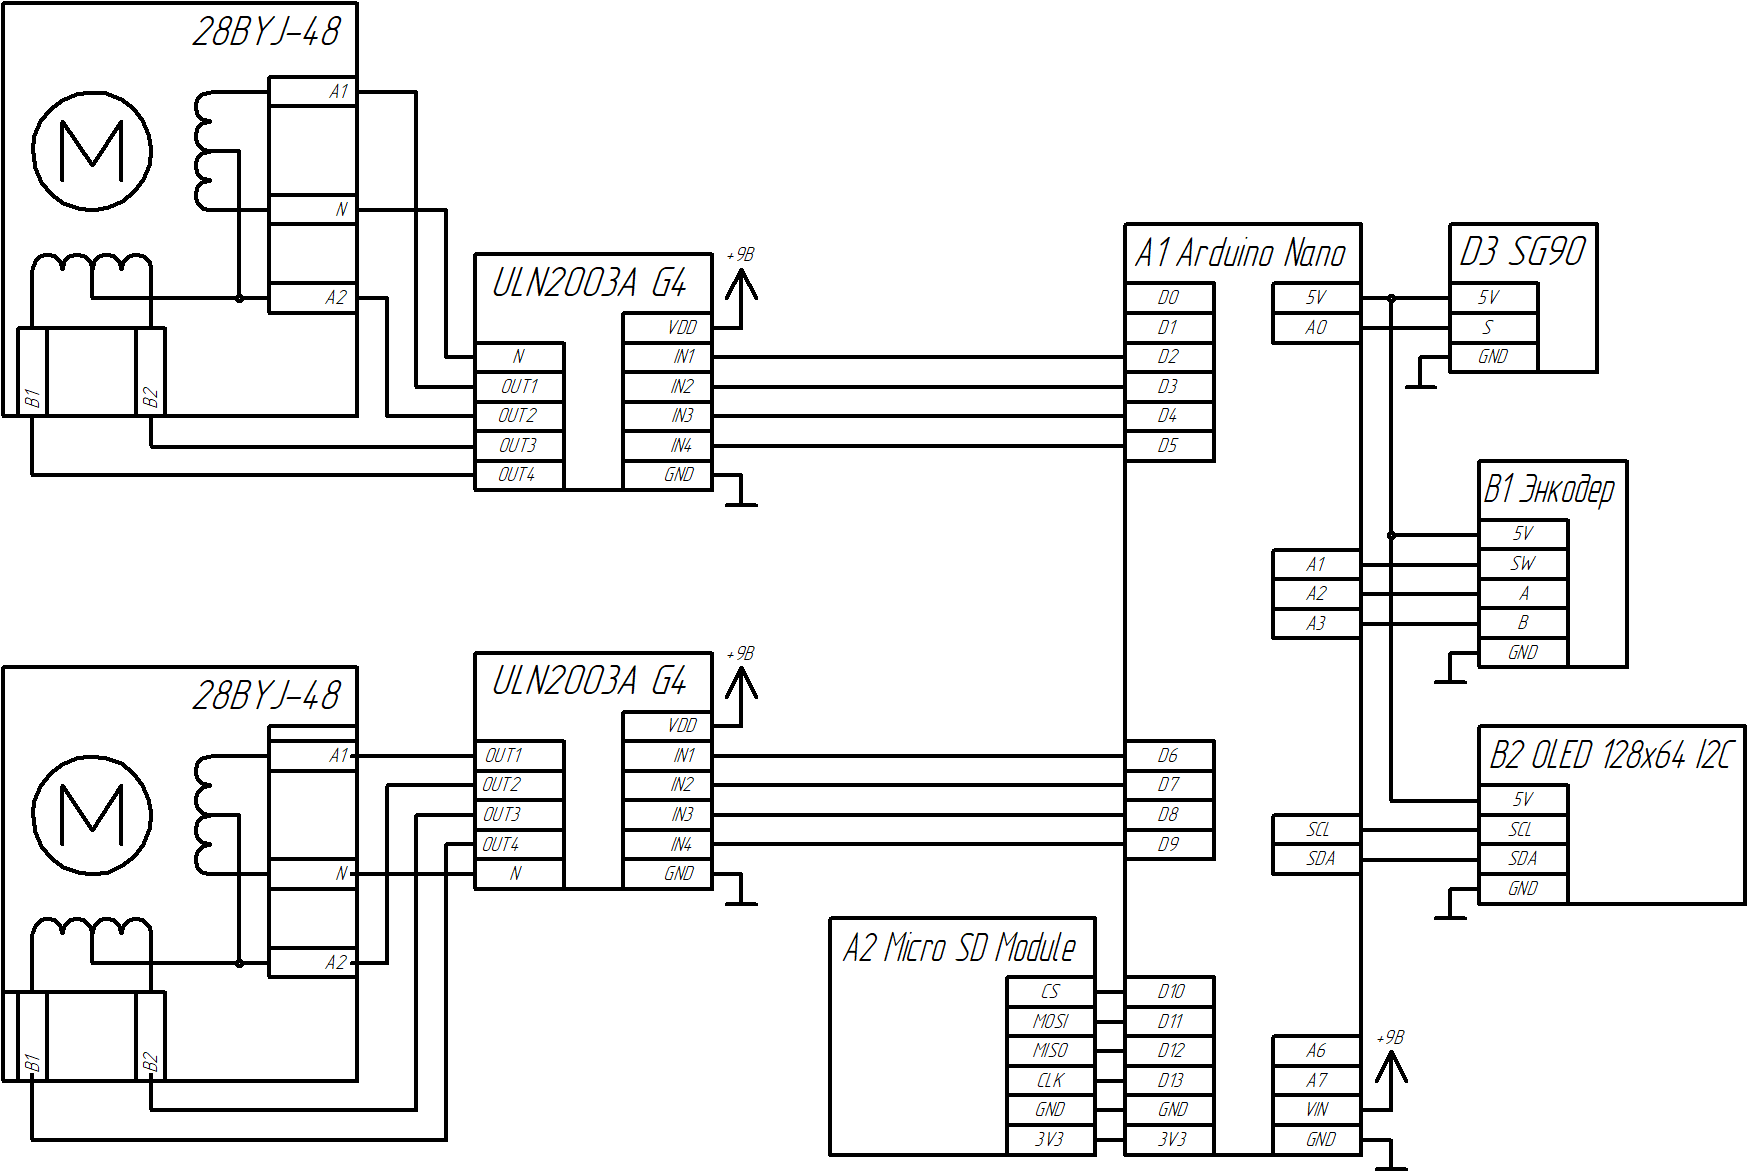 28BYJ-48
A1
N
A2
B1
B2
ULN2003A G4
+9В
VDD
N
IN1
OUT1
IN2
OUT2
IN3
OUT3
IN4
OUT4
GND
A1 Arduino Nano
D0
5V
D1
A0
D2
D3
D4
D5
D3 SG90
5V
S
GND
B1 Энкодер
5V
A1
SW
A2
A
A3
B
GND
28BYJ-48
A1
N
A2
B1
B2
ULN2003A G4
+9В
VDD
OUT1
IN1
OUT2
IN2
OUT3
IN3
OUT4
IN4
N
GND
D6
D7
D8
D9
B2 OLED 128x64 I2C
5V
SCL
SCL
SDA
SDA
GND
A2 Micro SD Module
CS
D10
MOSI
D11
MISO
D12
CLK
D13
GND
GND
3V3
3V3
+9В
A6
A7
VIN
GND